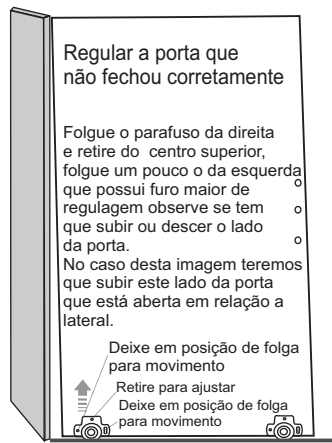 Regular a porta que
não fechou corretamente
Folgue o parafuso da direita
e retire do centro superior,
folgue um pouco o da esquerda
que possui furo maior de
regulagem observe se tem
que subir ou descer o lado
da porta.
No caso desta imagem teremos
que subir este lado da porta
que está aberta em relação a
lateral.
Deixe em posição de folga
para movimento
Retire para ajustar
Deixe em posição de folga
para movimento